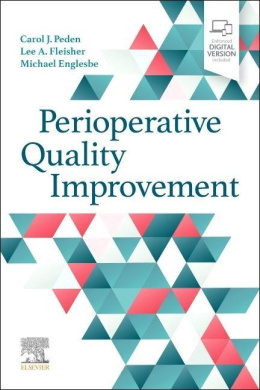 Carol J. Peden
Lee A. Fleisher
Michael Englesbe
Enhanced
DIGITAL
VERSION
Included
Perioperative
Quality
Improvement
ELSEVIER